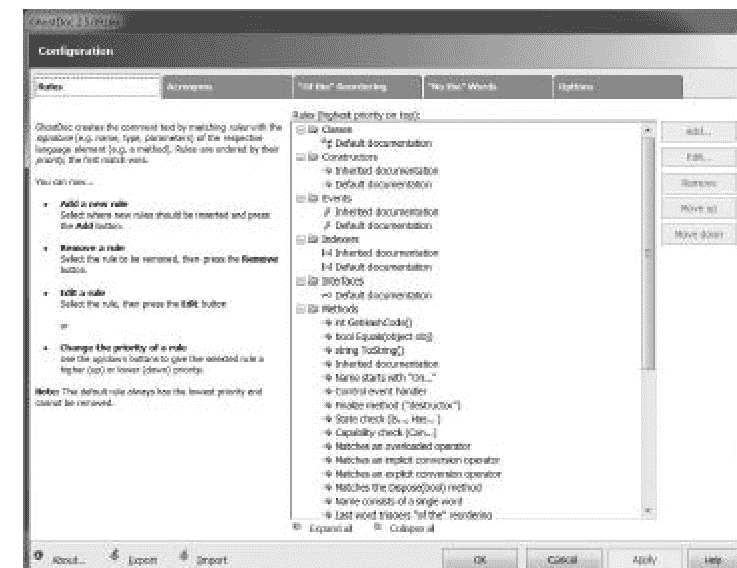 GhostDoc 2.5
Configuration
Rules
Acronyms
"Of the" Reordering
"No the" Words
Options
GhostDoc creates the comment text by matching rules with the
signature (e.g. name, type, parameters) of the respective
language element (e.g. a method). Rules are ordered by their
priority, the first match wins.
You can now...
• Add a new rule
Select where new rules should be inserted and press
the Add button.
• Remove a rule
Select the rule to be removed, then press the Remove
button.
• Edit a rule
Select the rule, then press the Edit button
or
• Change the priority of a rule
Use the up/down buttons to give the selected rule a
higher (up) or lower (down) priority.
Note: The default rule always has the lowest priority and
cannot be removed.
Rules (highest priority on top):
Classes
Default documentation
Constructors
Inherited documentation
Default documentation
Events
Inherited documentation
Default documentation
Indexers
Inherited documentation
Default documentation
Interfaces
Default documentation
Methods
int GetHashCode()
bool Equals(object obj)
string ToString()
Inherited documentation
Name starts with "On..."
Control event handler
Finalize method ("destructor")
State check (Is..., Has... )
Capability check (Can...)
Matches an overloaded operator
Matches an implicit conversion operator
Matches an explicit conversion operator
Matches the Dispose(bool) method
Name consists of a single word
Last word triggers "of the" reordering
Expand all
Collapse all
Add...
Edit...
Remove
Move up
Move down
About...
Export
Import
OK
Cancel
Apply
Help